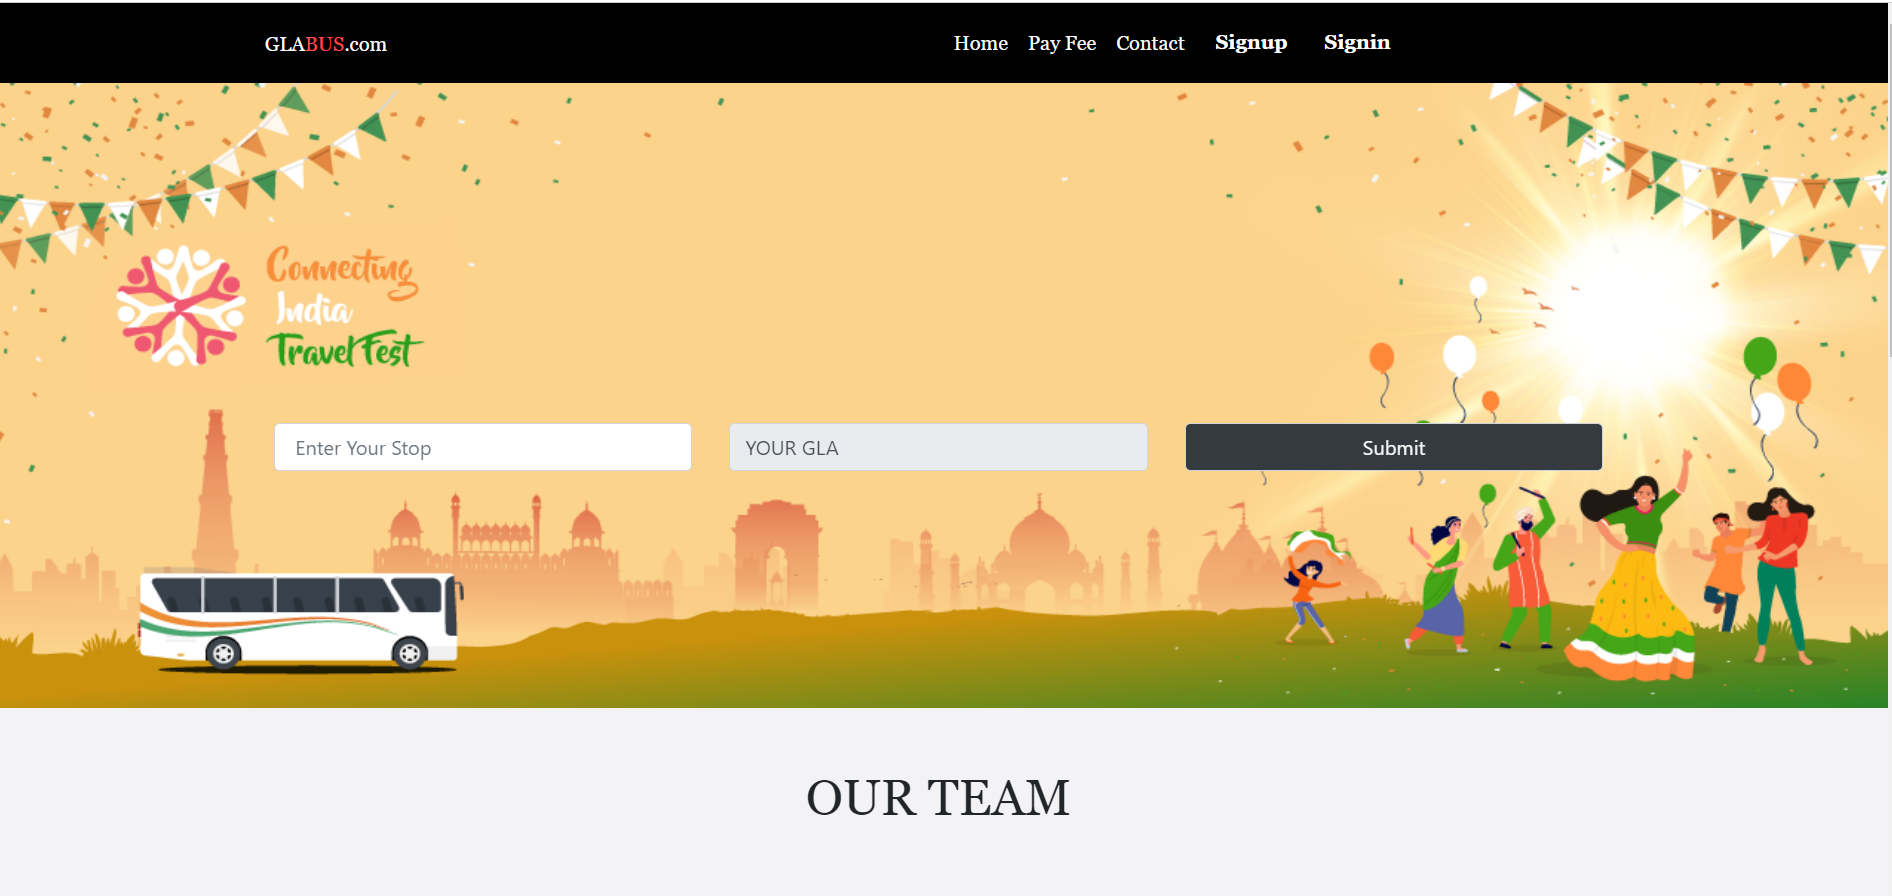 GLABUS.com
Home Pay Fee Contact Signup Signin
Connecting
India
Travel Fest
Enter Your Stop
YOUR GLA
Submit
OUR TEAM